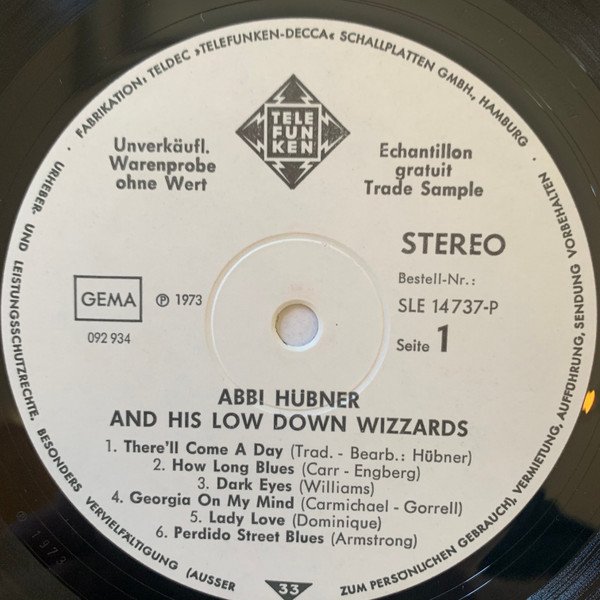 · FABRIKATION: TELDEC »TELEFUNKEN-DECCA« SCHALLPLATTEN GMBH., HAMBURG ·
URHEBER- UND LEISTUNGSSCHUTZRECHTE, BESONDERS VERVIELFÄLTIGUNG (AUSSER ZUM PERSÖNLICHEN GEBRAUCH), VERMIETUNG, AUFFÜHRUNG, SENDUNG VORBEHALTEN ·
TELE
FUN
KEN
Unverkäufl.
Warenprobe
ohne Wert
Echantillon
gratuit
Trade Sample
STEREO
Bestell-Nr.:
SLE 14737-P
Seite 1
GEMA
℗ 1973
092 934
ABBI HÜBNER
AND HIS LOW DOWN WIZZARDS
1. There'll Come A Day (Trad. - Bearb.: Hübner)
2. How Long Blues (Carr - Engberg)
3. Dark Eyes (Williams)
4. Georgia On My Mind (Carmichael - Gorrell)
5. Lady Love (Dominique)
6. Perdido Street Blues (Armstrong)
33
℗ 1973